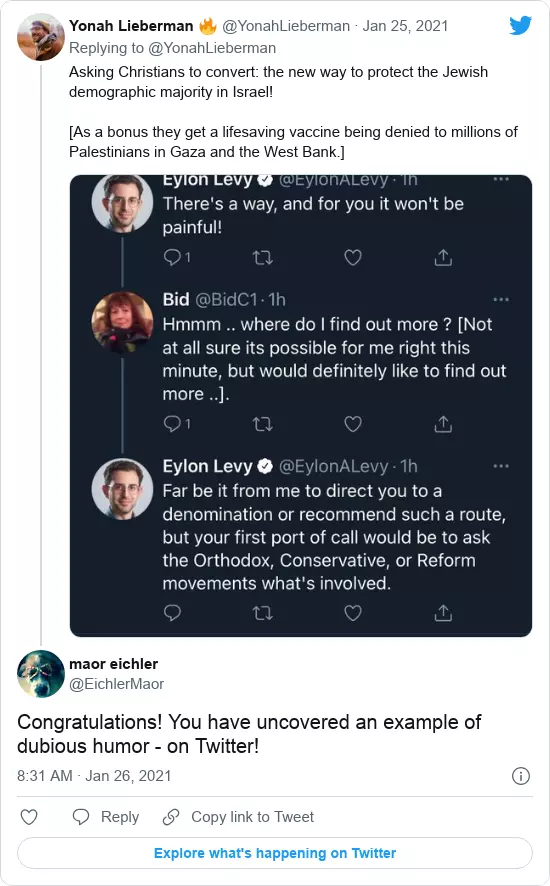 Yonah Lieberman 🔥 @YonahLieberman · Jan 25, 2021
Replying to @YonahLieberman
Asking Christians to convert: the new way to protect the Jewish
demographic majority in Israel!
[As a bonus they get a lifesaving vaccine being denied to millions of
Palestinians in Gaza and the West Bank.]
Eylon Levy @EylonALevy · 1h
There's a way, and for you it won't be
painful!
1
Bid @BidC1 · 1h
Hmmm .. where do I find out more ? [Not
at all sure its possible for me right this
minute, but would definitely like to find out
more ..].
1
Eylon Levy @EylonALevy · 1h
Far be it from me to direct you to a
denomination or recommend such a route,
but your first port of call would be to ask
the Orthodox, Conservative, or Reform
movements what's involved.
maor eichler
@EichlerMaor
Congratulations! You have uncovered an example of
dubious humor - on Twitter!
8:31 AM · Jan 26, 2021
Reply Copy link to Tweet
Explore what's happening on Twitter